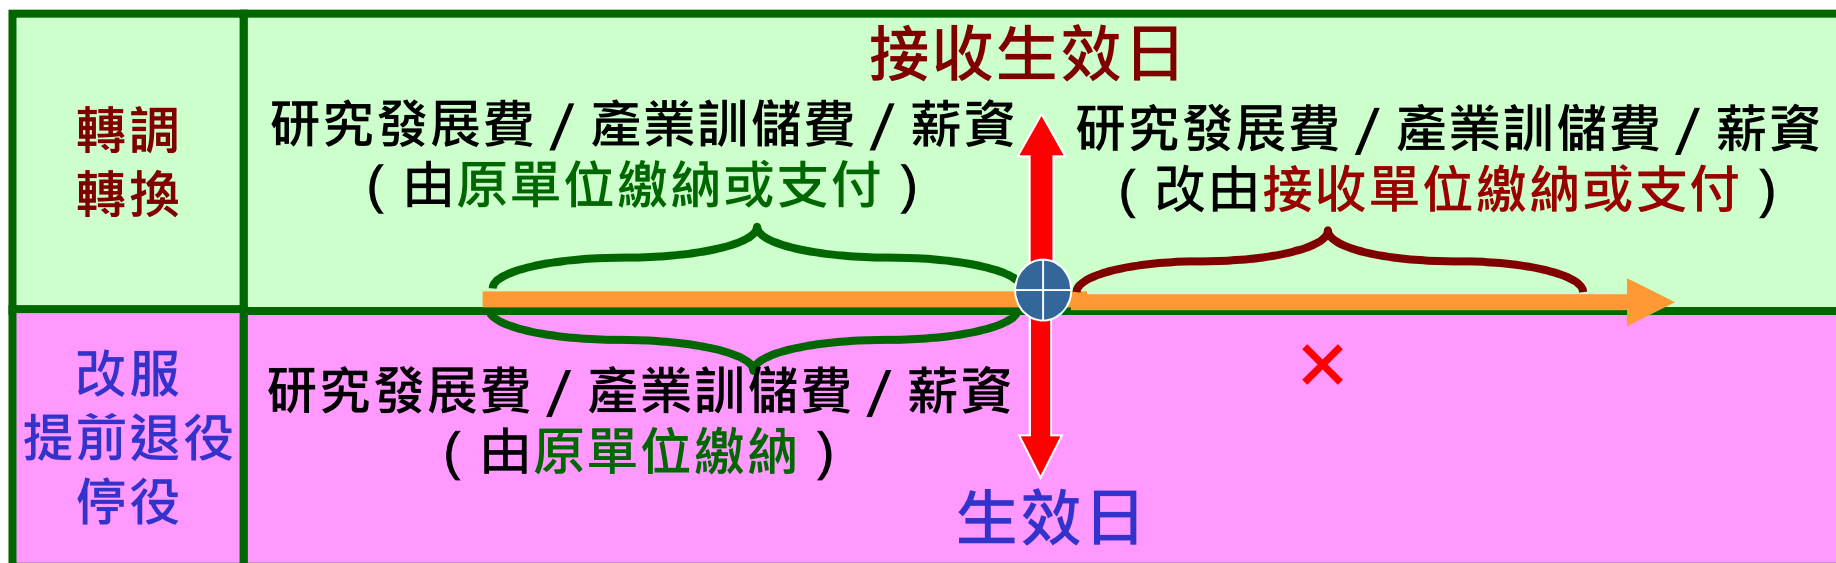 轉調
轉換
接收生效日
研究發展費/產業訓儲費/薪資
(由原單位繳納或支付)
研究發展費/產業訓儲費/薪資
(改由接收單位繳納或支付)
改服
提前退役
停役
研究發展費/產業訓儲費/薪資
(由原單位繳納)
×
生效日